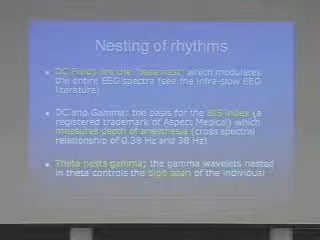 Nesting of rhythms
DC Fields are the "base nest" which modulates
the entire EEG spectra (see the infra-slow EEG
literature)
DC and Gamma: the basis for the BIS index (a
registered trademark of Aspect Medical) which
measures depth of anesthesia (cross spectral
relationship of 0.39 Hz and 38 Hz)
Theta nests gamma; the gamma wavelets nested
in theta controls the digit span of the individual